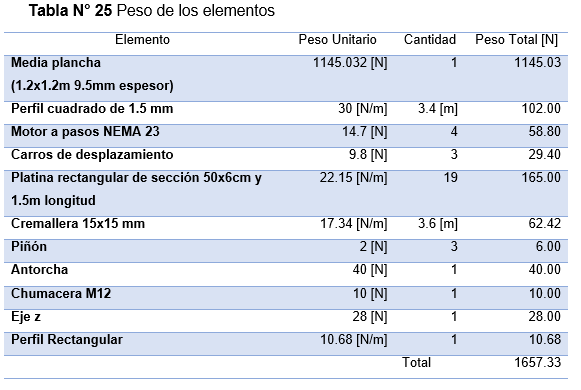 Tabla N° 25 Peso de los elementos
Elemento Peso Unitario Cantidad Peso Total [N]
Media plancha 1145.032 [N] 1 1145.03
(1.2x1.2m 9.5mm espesor)
Perfil cuadrado de 1.5 mm 30 [N/m] 3.4 [m] 102.00
Motor a pasos NEMA 23 14.7 [N] 4 58.80
Carros de desplazamiento 9.8 [N] 3 29.40
Platina rectangular de sección 50x6cm y 22.15 [N/m] 19 165.00
1.5m longitud
Cremallera 15x15 mm 17.34 [N/m] 3.6 [m] 62.42
Piñón 2 [N] 3 6.00
Antorcha 40 [N] 1 40.00
Chumacera M12 10 [N] 1 10.00
Eje z 28 [N] 1 28.00
Perfil Rectangular 10.68 [N/m] 1 10.68
Total 1657.33